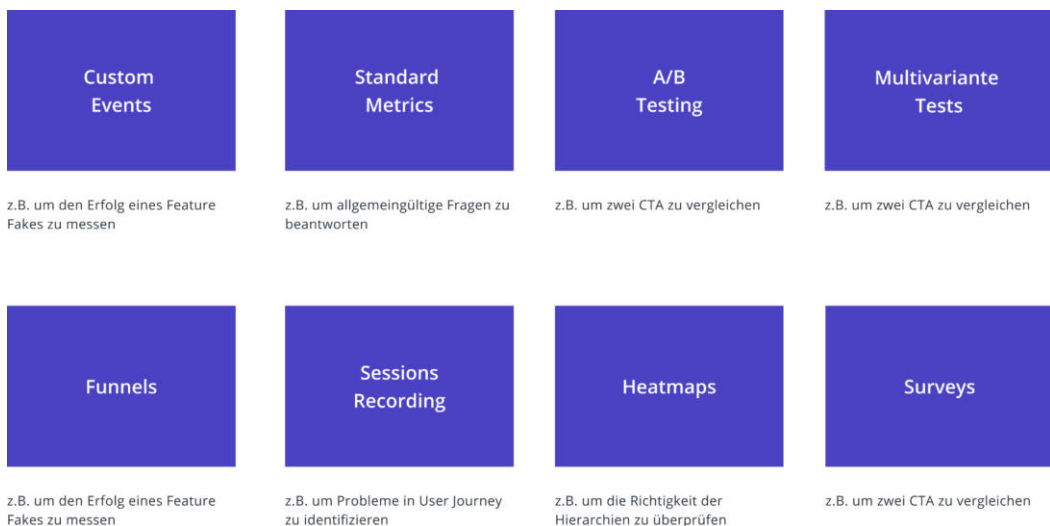 Custom
Events
Standard
Metrics
A/B
Testing
Multivariante
Tests
z.B. um den Erfolg eines Feature
Fakes zu messen
z.B. um allgemeingültige Fragen zu
beantworten
z.B. um zwei CTA zu vergleichen
z.B. um zwei CTA zu vergleichen
Funnels
Sessions
Recording
Heatmaps
Surveys
z.B. um den Erfolg eines Feature
Fakes zu messen
z.B. um Probleme in User Journey
zu identifizieren
z.B. um die Richtigkeit der
Hierarchien zu überprüfen
z.B. um zwei CTA zu vergleichen